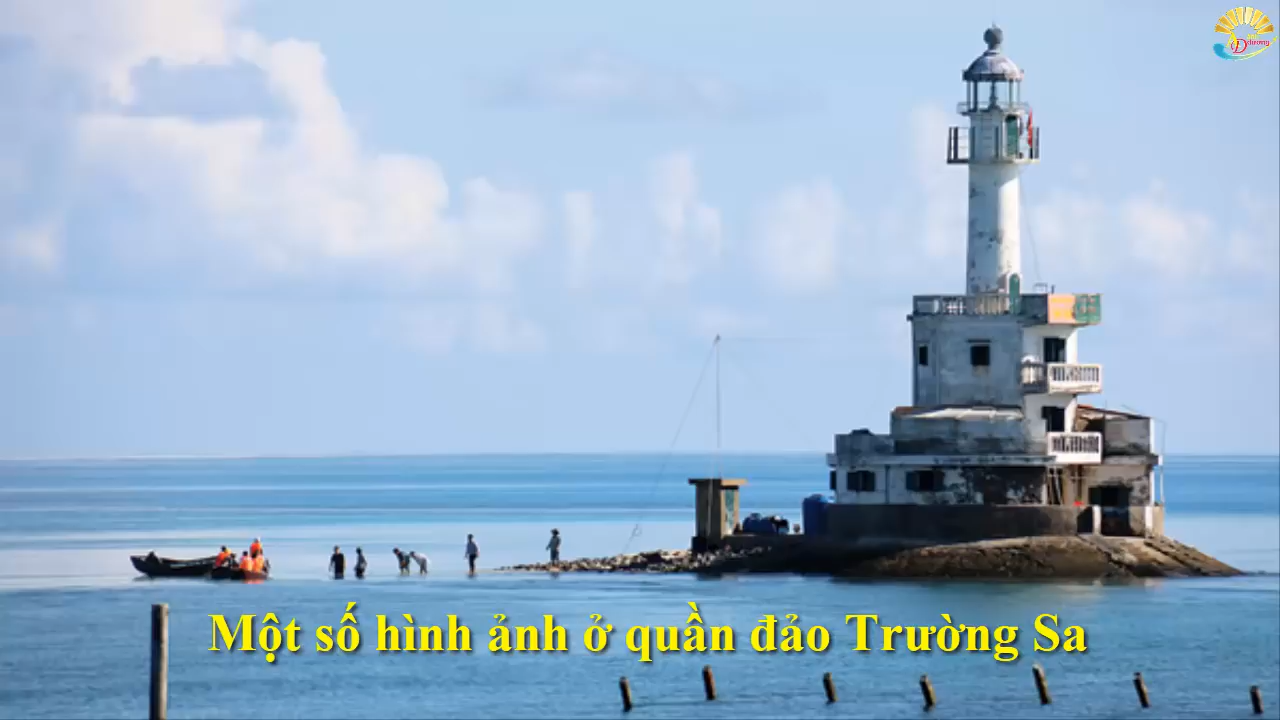 Một số hình ảnh ở quần đảo Trường Sa